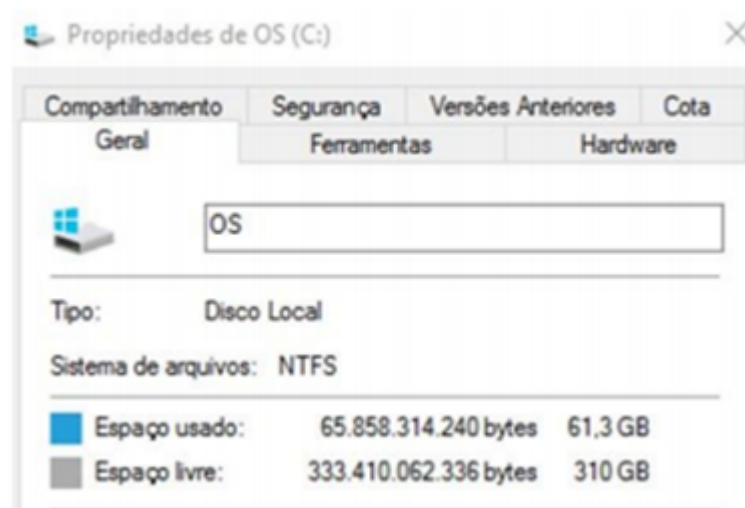 Propriedades de OS (C:)
Compartilhamento Segurança Versões Anteriores Cota
Geral Ferramentas Hardware
OS
Tipo: Disco Local
Sistema de arquivos: NTFS
Espaço usado: 65.858.314.240 bytes 61,3 GB
Espaço livre: 333.410.062.336 bytes 310 GB